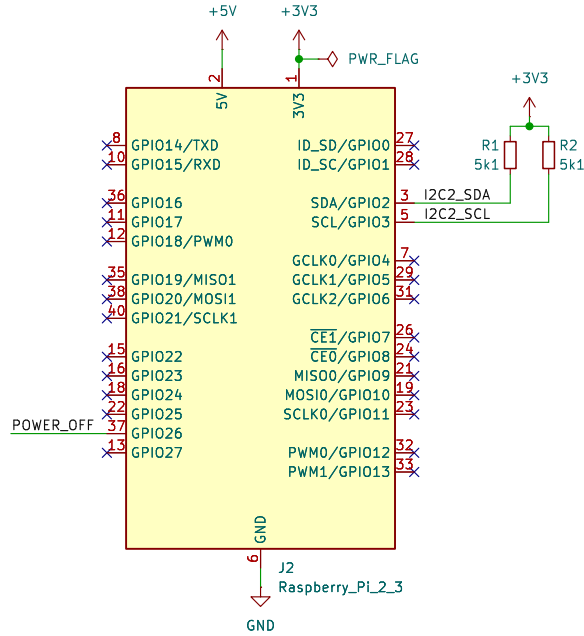 +5V
+3V3
PWR_FLAG
2
1
5V
3V3
+3V3
8 GPIO14/TXD
10 GPIO15/RXD
36 GPIO16
11 GPIO17
12 GPIO18/PWM0
35 GPIO19/MISO1
38 GPIO20/MOSI1
40 GPIO21/SCLK1
15 GPIO22
16 GPIO23
18 GPIO24
22 GPIO25
POWER_OFF 37 GPIO26
13 GPIO27
ID_SD/GPIO0 27
ID_SC/GPIO1 28
SDA/GPIO2 3 I2C2_SDA
SCL/GPIO3 5 I2C2_SCL
GCLK0/GPIO4 7
GCLK1/GPIO5 29
GCLK2/GPIO6 31
CE1/GPIO7 26
CE0/GPIO8 24
MISO0/GPIO9 21
MOSI0/GPIO10 19
SCLK0/GPIO11 23
PWM0/GPIO12 32
PWM1/GPIO13 33
R1
5k1
R2
5k1
GND
6
J2
Raspberry_Pi_2_3
GND